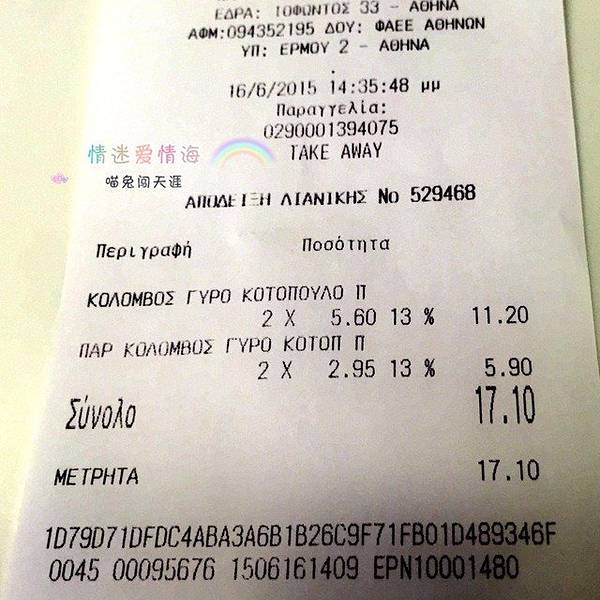 ΕΔΡΑ: ΙΟΦΩΝΤΟΣ 33 - ΑΘΗΝΑ
ΑΦΜ:094352195 ΔΟΥ: ΦΑΕΕ ΑΘΗΝΩΝ
ΥΠ: ΕΡΜΟΥ 2 - ΑΘΗΝΑ
.
16/6/2015 14:35:48 μμ
Παραγγελία:
0290001394075
TAKE AWAY
情迷爱情海
喵兔闯天涯
ΑΠΟΔΕΙΞΗ ΛΙΑΝΙΚΗΣ No 529468
Περιγραφή Ποσότητα
ΚΟΛΟΜΒΟΣ ΓΥΡΟ ΚΟΤΟΠΟΥΛΟ Π
2 X 5.60 13 % 11.20
ΠΑΡ ΚΟΛΟΜΒΟΣ ΓΥΡΟ ΚΟΤΟΠ Π
2 X 2.95 13 % 5.90
Σύνολο 17.10
ΜΕΤΡΗΤΑ 17.10
1D79D71DFDC4ABA3A6B1B26C9F71FB01D489346F
0045 00095676 1506161409 EPN10001480